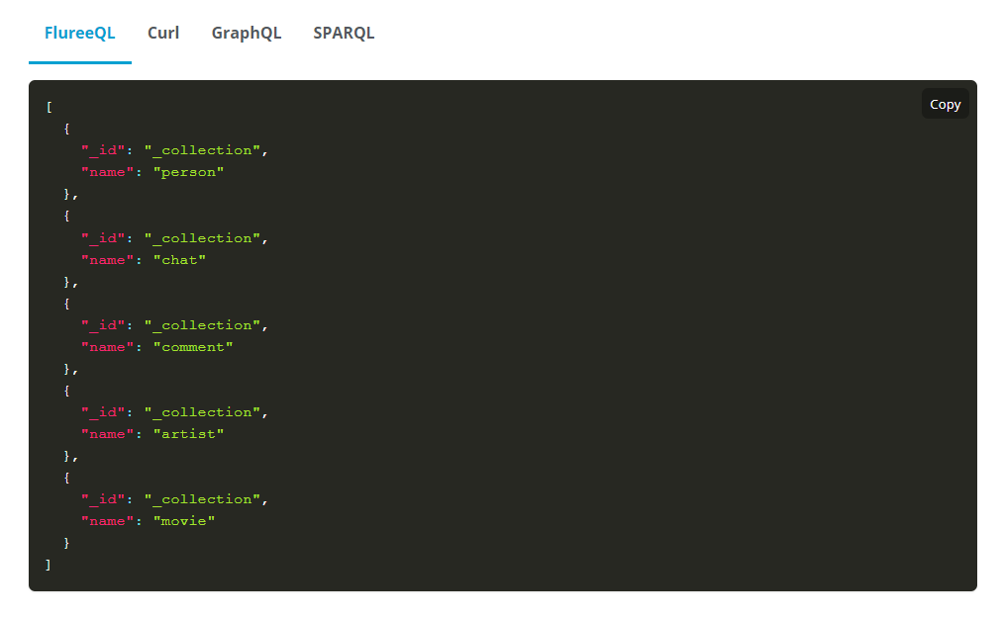 FlureeQL Curl GraphQL SPARQL
Copy
[
  {
    "_id": "_collection",
    "name": "person"
  },
  {
    "_id": "_collection",
    "name": "chat"
  },
  {
    "_id": "_collection",
    "name": "comment"
  },
  {
    "_id": "_collection",
    "name": "artist"
  },
  {
    "_id": "_collection",
    "name": "movie"
  }
]